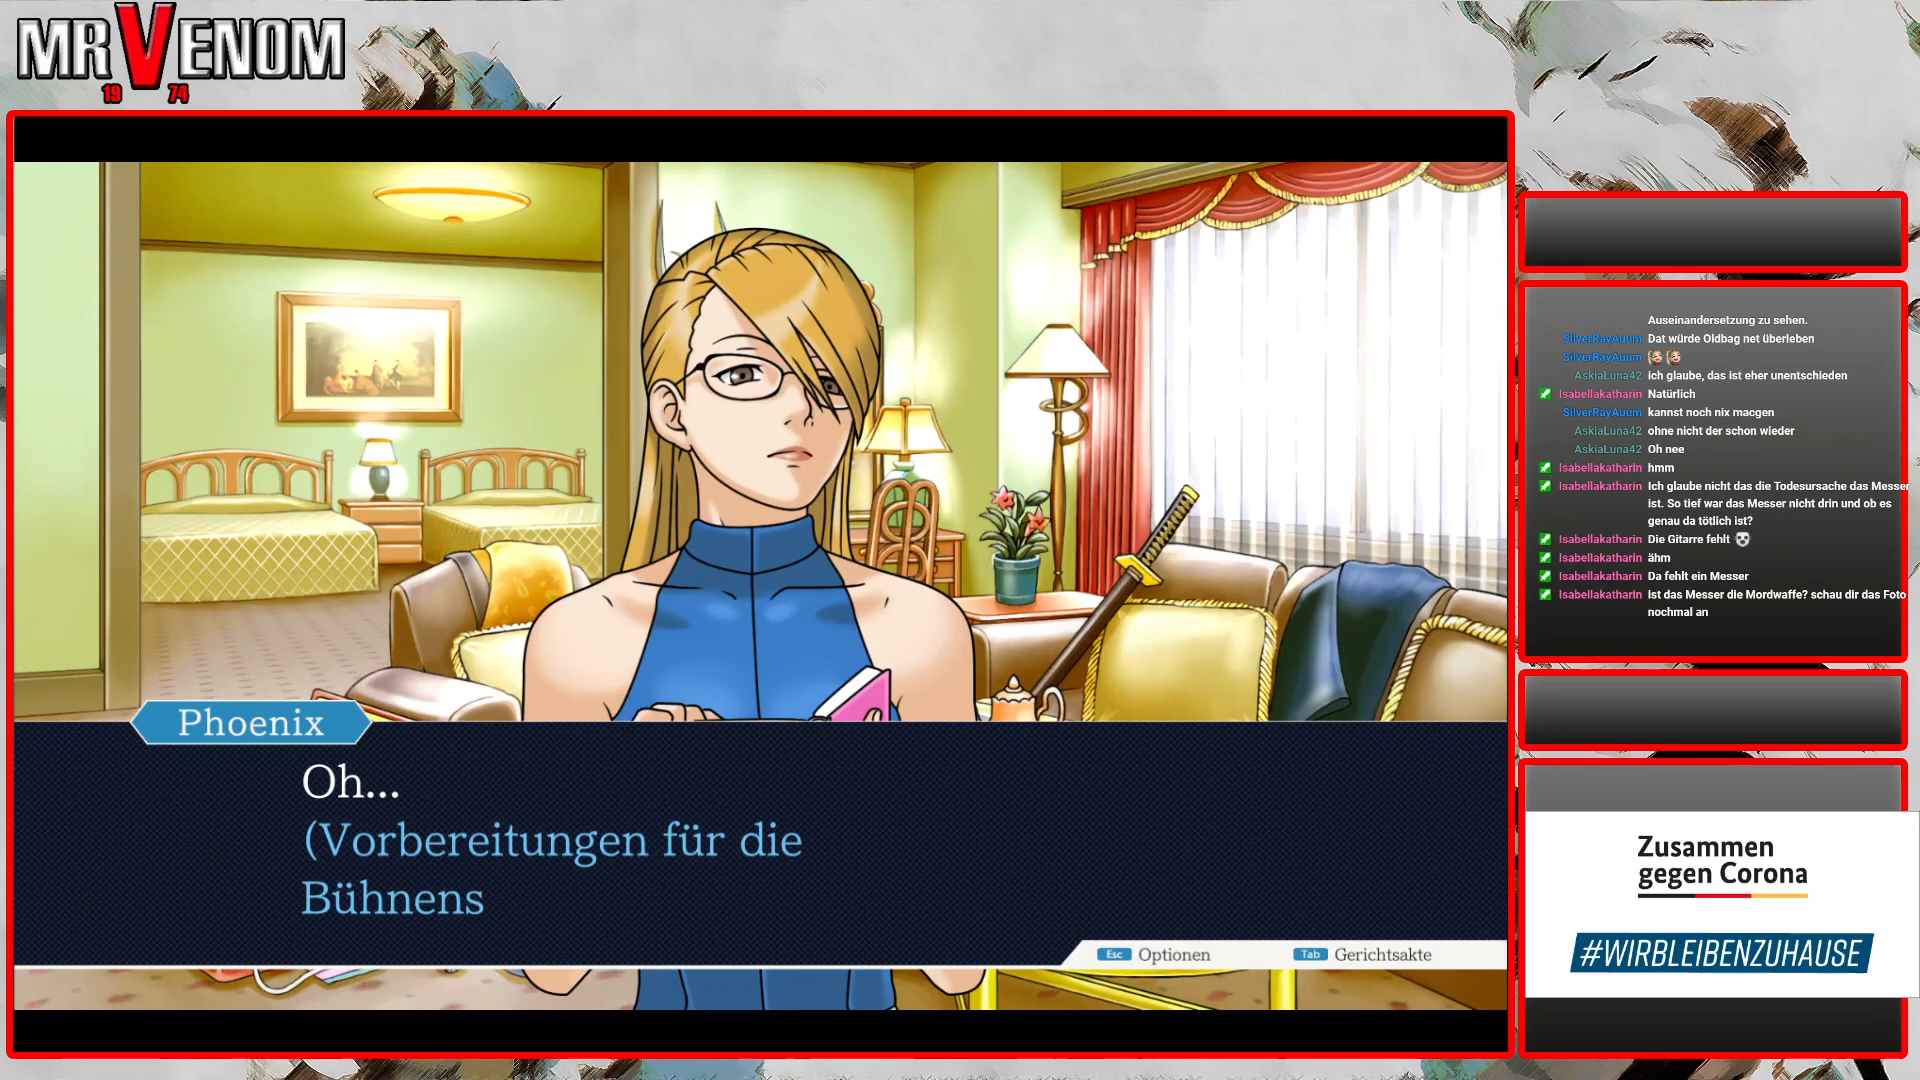 MRVENOM
19 74
Phoenix
Oh...
(Vorbereitungen für die
Bühnens
Esc Optionen
Tab Gerichtsakte
Auseinandersetzung zu sehen.
SilverRayAuum Dat würde Oldbag net überleben
SilverRayAuum
AskiaLuna42 ich glaube, das ist eher unentschieden
Isabellakatharin Natürlich
SilverRayAuum kannst noch nix macgen
AskiaLuna42 ohne nicht der schon wieder
AskiaLuna42 Oh nee
Isabellakatharin hmm
Isabellakatharin Ich glaube nicht das die Todesursache das Messer
ist. So tief war das Messer nicht drin und ob es
genau da tötlich ist?
Isabellakatharin Die Gitarre fehlt
Isabellakatharin ähm
Isabellakatharin Da fehlt ein Messer
Isabellakatharin ist das Messer die Mordwaffe? schau dir das Foto
nochmal an
Zusammen
gegen Corona
#WIRBLEIBENZUHAUSE